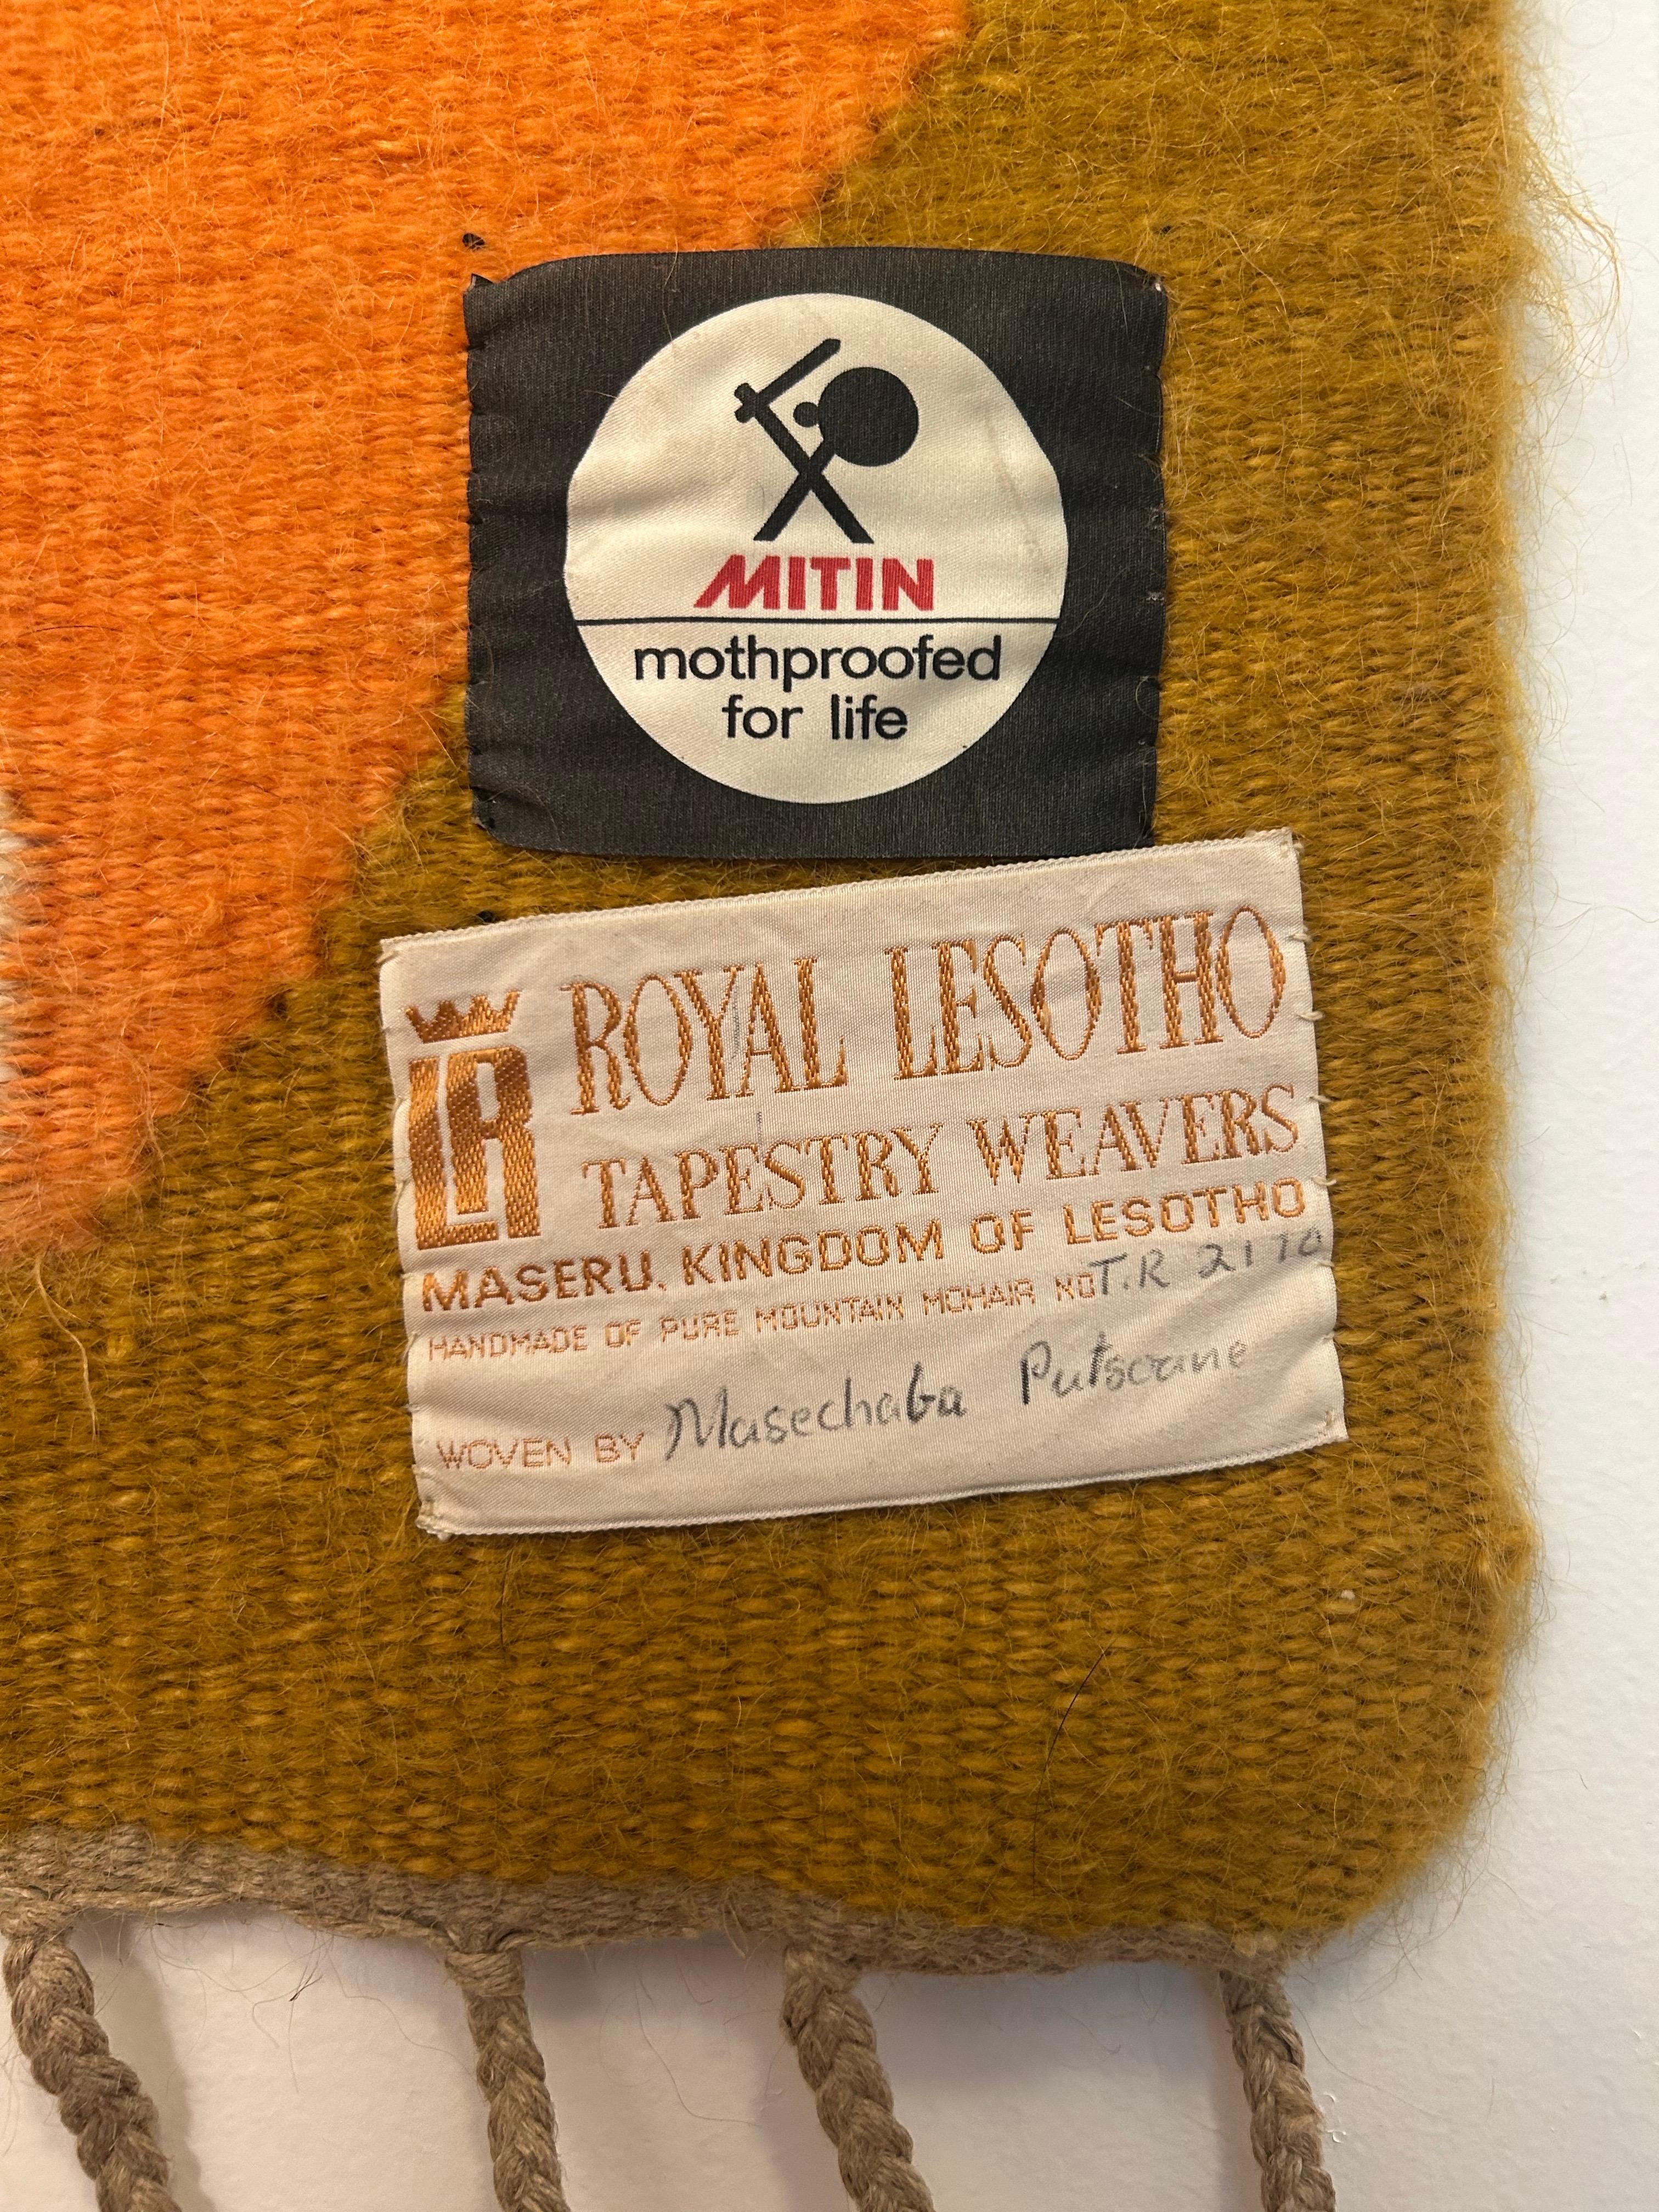 MITIN
mothproofed
for life
LR
ROYAL LESOTHO
TAPESTRY WEAVERS
MASERU, KINGDOM OF LESOTHO
HANDMADE OF PURE MOUNTAIN MOHAIR NO T.R 2170
WOVEN BY Masechaba Putsoane